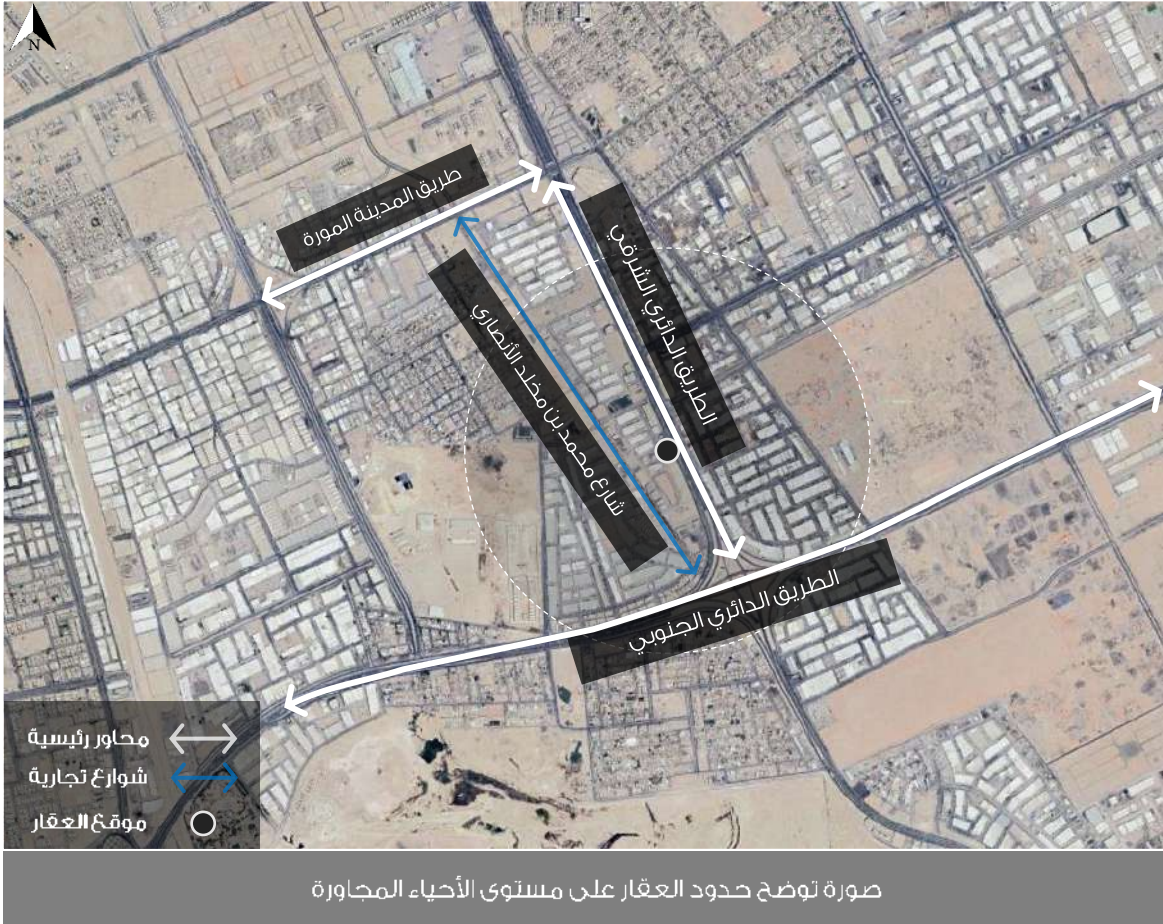 N
طريق المدينة المورة
الطريق الدائري الشرقي
شارع محمد بن مخلد الأنصاري
الطريق الدائري الجنوبي
محاور رئيسية
شوارع تجارية
موقع العقار
صورة توضح حدود العقار على مستوى الأحياء المجاورة